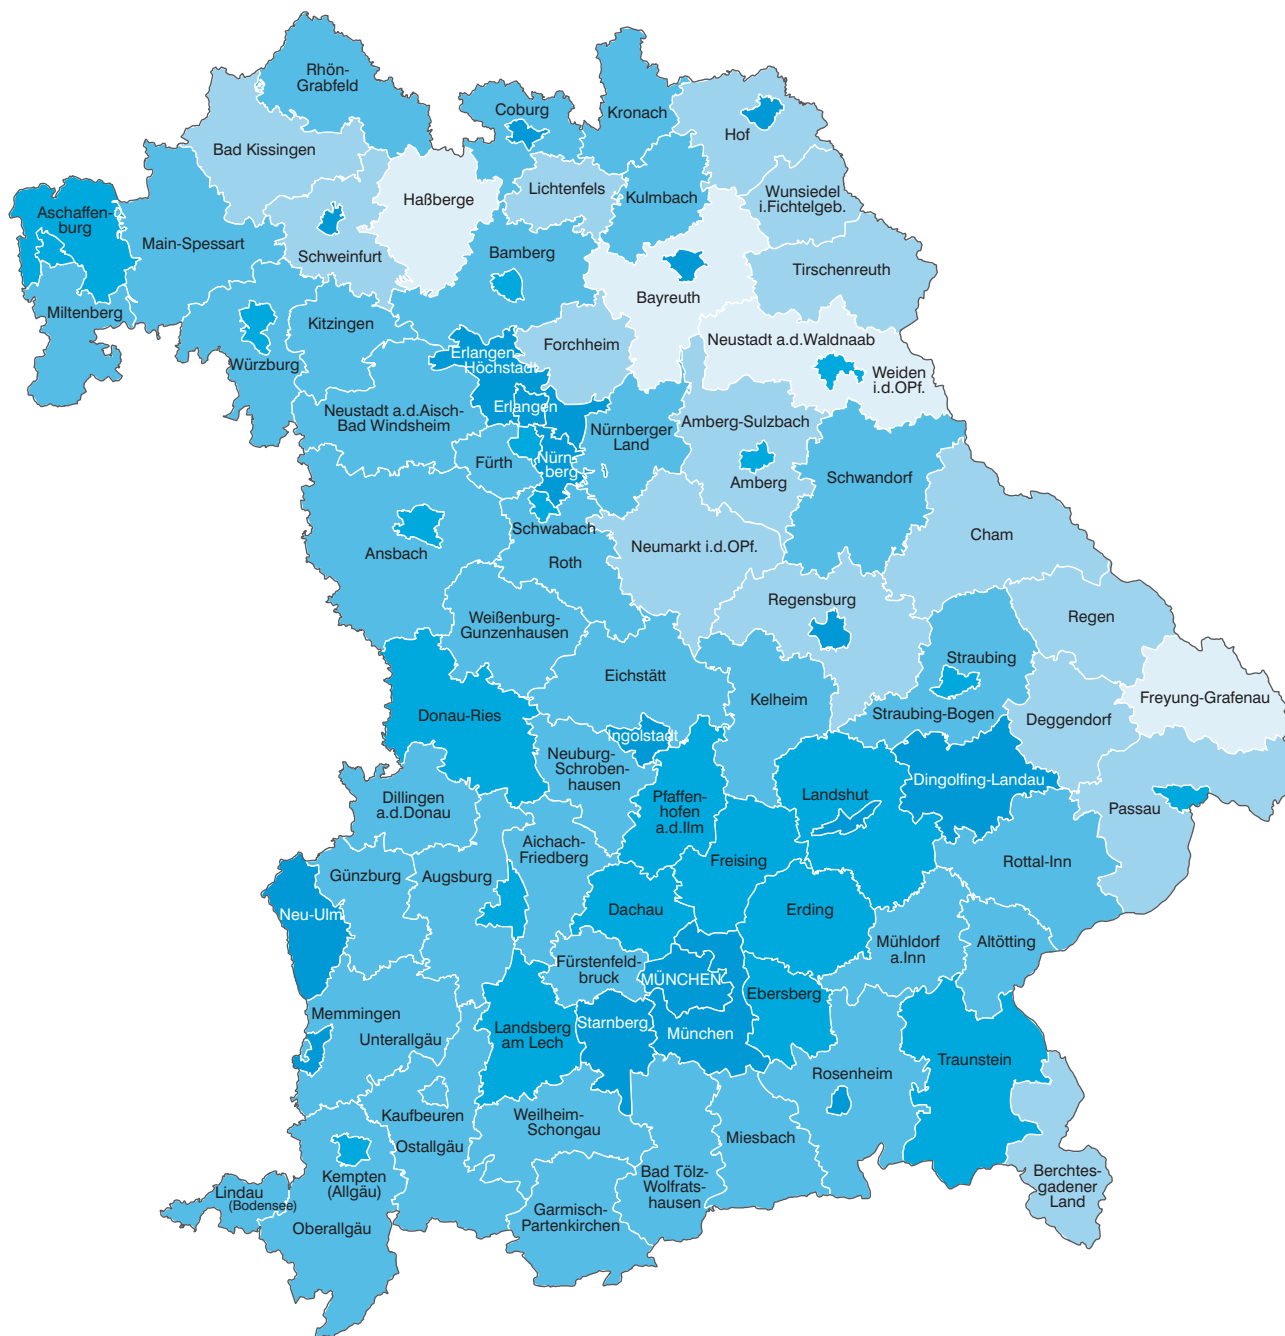 Rhön-
Grabfeld
Coburg
Kronach
Hof
Bad Kissingen
Lichtenfels
Kulmbach
Wunsiedel
i.Fichtelgeb.
Haßberge
Aschaffen-
burg
Main-Spessart
Schweinfurt
Bamberg
Tirschenreuth
Bayreuth
Miltenberg
Kitzingen
Forchheim
Neustadt a.d.Waldnaab
Erlangen-
Höchstadt
Würzburg
Weiden
i.d.OPf.
Erlangen
Neustadt a.d.Aisch-
Bad Windsheim
Nürnberger
Land
Amberg-Sulzbach
Fürth
Nürn-
berg
Amberg
Schwandorf
Schwabach
Ansbach
Roth
Neumarkt i.d.OPf.
Cham
Regensburg
Weißenburg-
Gunzenhausen
Regen
Straubing
Eichstätt
Kelheim
Freyung-Grafenau
Donau-Ries
Straubing-Bogen
Deggendorf
Ingolstadt
Neuburg-
Schroben-
hausen
Dingolfing-Landau
Dillingen
a.d.Donau
Pfaffen-
hofen
a.d.Ilm
Landshut
Passau
Aichach-
Friedberg
Freising
Rottal-Inn
Günzburg
Augsburg
Neu-Ulm
Dachau
Erding
Mühldorf
a.Inn
Altötting
Fürstenfeld-
bruck
MÜNCHEN
Ebersberg
Memmingen
Unterallgäu
Landsberg
am Lech
Starnberg
München
Traunstein
Rosenheim
Kaufbeuren
Weilheim-
Schongau
Ostallgäu
Miesbach
Bad Tölz-
Wolfrats-
hausen
Berchtes-
gadener
Land
Kempten
(Allgäu)
Lindau
(Bodensee)
Oberallgäu
Garmisch-
Partenkirchen